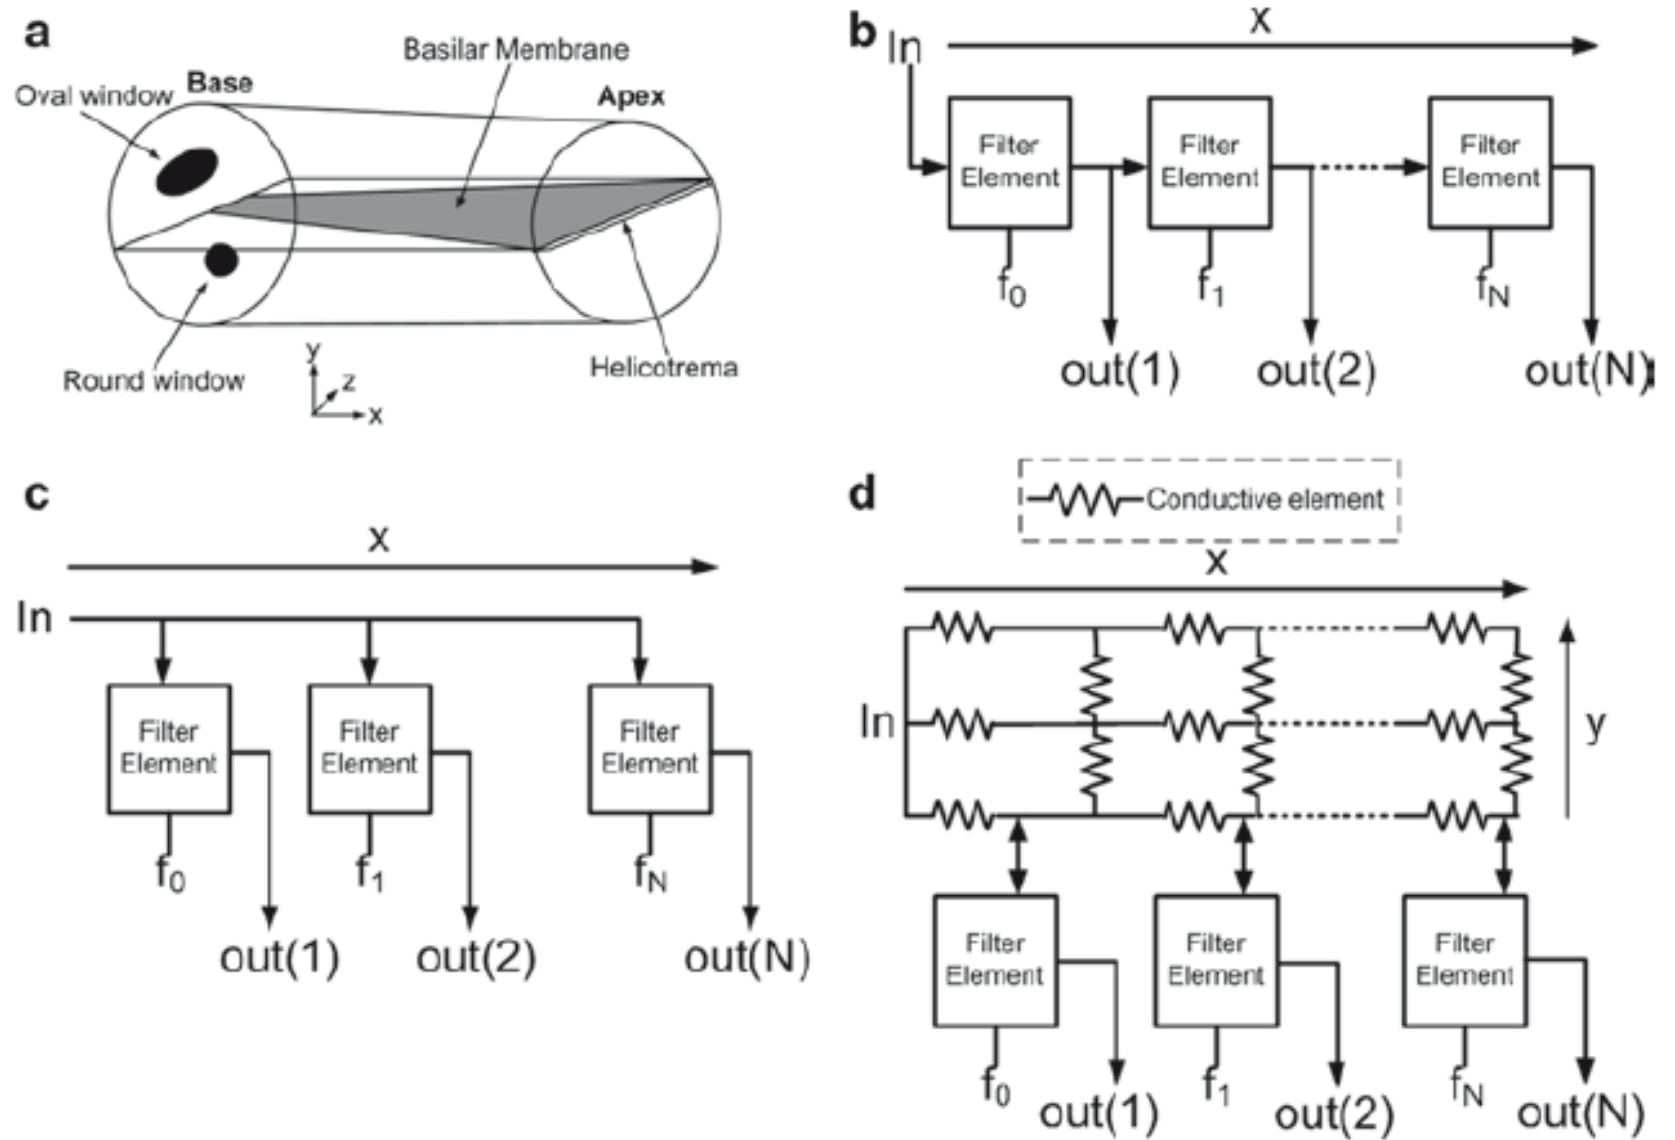 a
Basilar Membrane
Base
Oval window
Apex
Round window
Helicotrema
y
z
x
b
In
x
Filter
Element
Filter
Element
Filter
Element
f0
f1
fN
out(1)
out(2)
out(N)
c
x
In
Filter
Element
Filter
Element
Filter
Element
f0
f1
fN
out(1)
out(2)
out(N)
d
Conductive element
x
In
y
Filter
Element
Filter
Element
Filter
Element
f0
f1
fN
out(1)
out(2)
out(N)